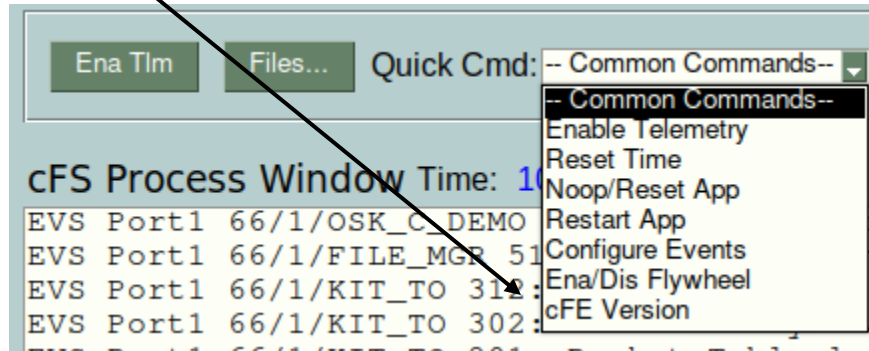 Ena Tlm Files... Quick Cmd: -- Common Commands--
-- Common Commands--
Enable Telemetry
Reset Time
Noop/Reset App
Restart App
Configure Events
Ena/Dis Flywheel
cFE Version
cFS Process Window Time:
EVS Port1 66/1/OSK_C_DEMO
EVS Port1 66/1/FILE_MGR 51
EVS Port1 66/1/KIT_TO 312:
EVS Port1 66/1/KIT_TO 302: